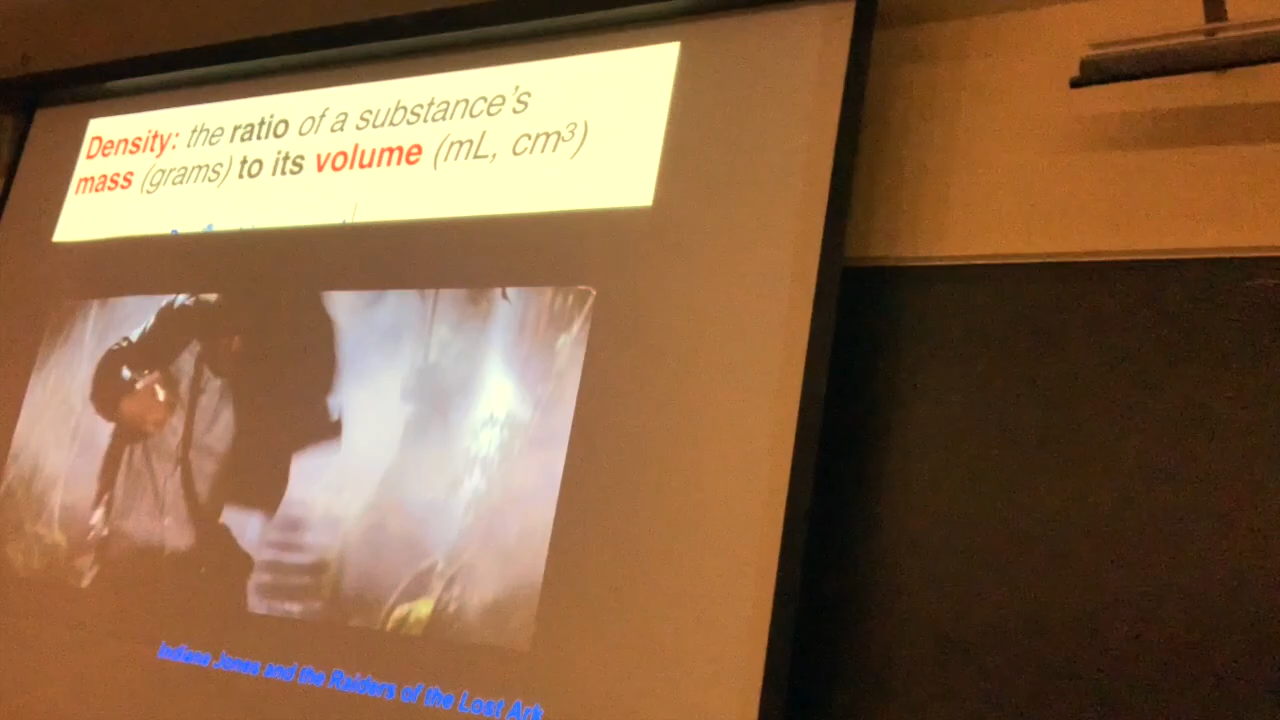 Density: the ratio of a substance's
mass (grams) to its volume (mL, cm³)
Indiana Jones and the Raiders of the Lost Ark